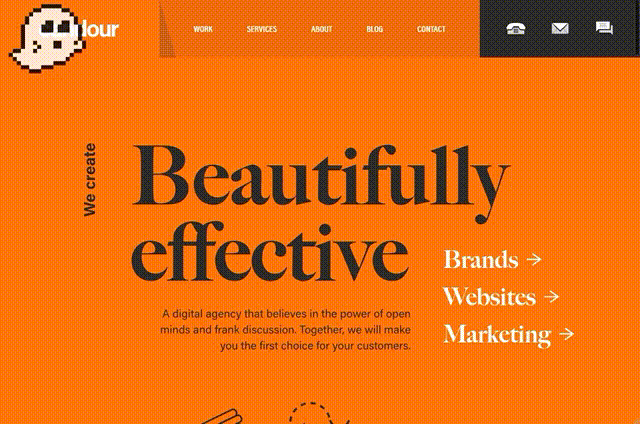 WORK
SERVICES
ABOUT
BLOG
CONTACT
We create
Beautifully
effective
Brands →
Websites →
Marketing →
A digital agency that believes in the power of open
minds and frank discussion. Together, we will make
you the first choice for your customers.